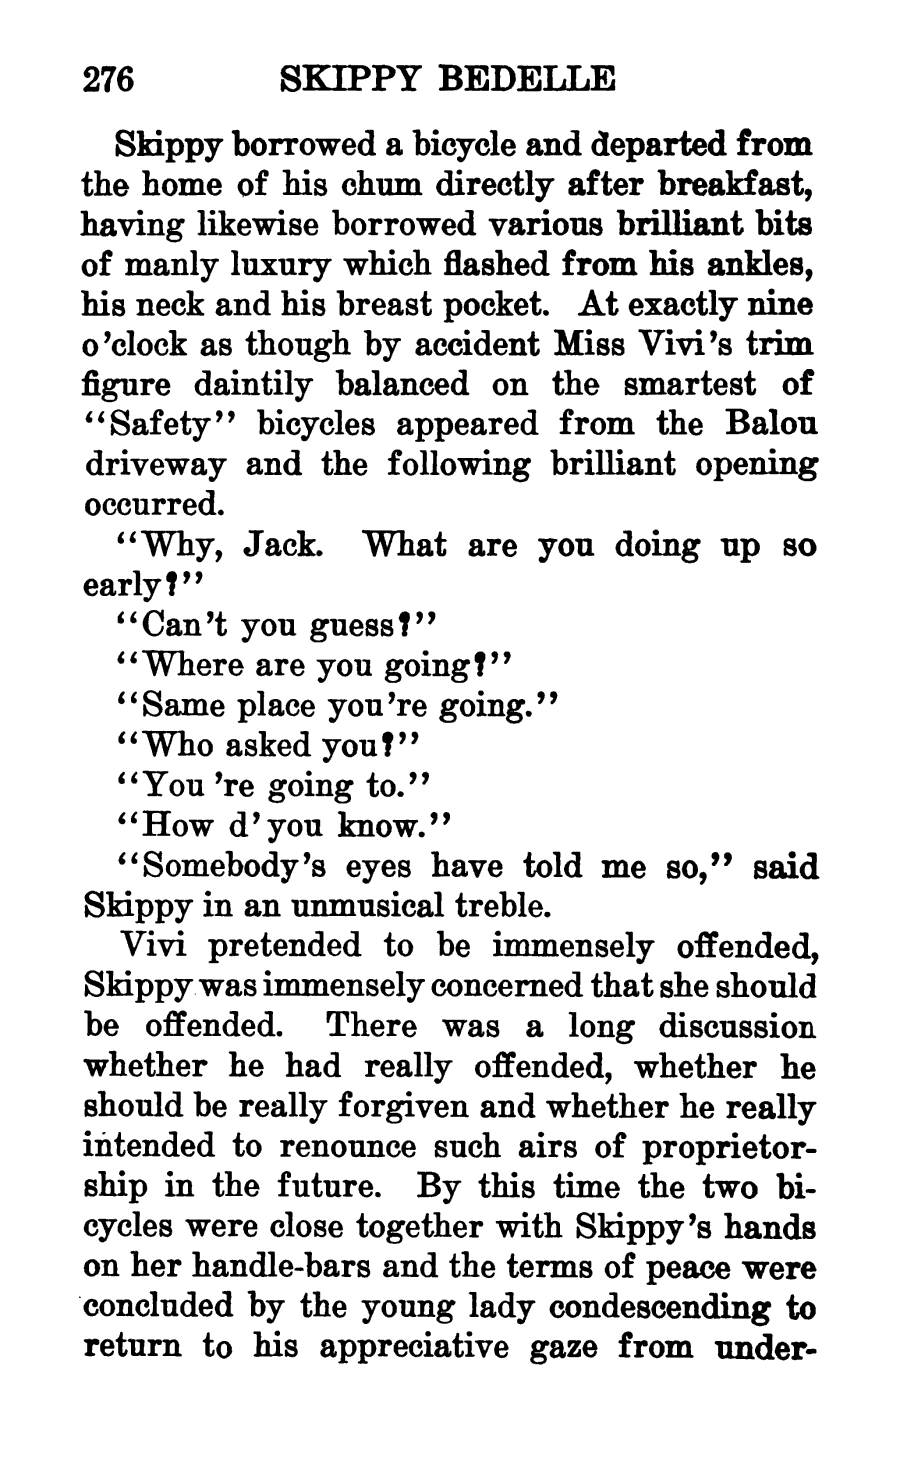 276 SKIPPY BEDELLE
Skippy borrowed a bicycle and departed from
the home of his chum directly after breakfast,
having likewise borrowed various brilliant bits
of manly luxury which flashed from his ankles,
his neck and his breast pocket. At exactly nine
o'clock as though by accident Miss Vivi's trim
figure daintily balanced on the smartest of
"Safety" bicycles appeared from the Balou
driveway and the following brilliant opening
occurred.
"Why, Jack. What are you doing up so
early?"
"Can't you guess?"
"Where are you going?"
"Same place you're going."
"Who asked you?"
"You 're going to."
"How d'you know."
"Somebody's eyes have told me so," said
Skippy in an unmusical treble.
Vivi pretended to be immensely offended,
Skippy was immensely concerned that she should
be offended. There was a long discussion
whether he had really offended, whether he
should be really forgiven and whether he really
intended to renounce such airs of proprietor-
ship in the future. By this time the two bi-
cycles were close together with Skippy's hands
on her handle-bars and the terms of peace were
concluded by the young lady condescending to
return to his appreciative gaze from under-